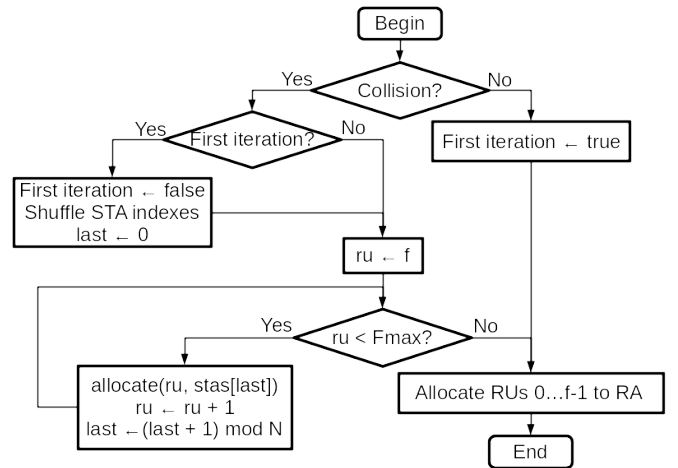 Begin
Collision?
Yes
No
First iteration?
Yes
No
First iteration ← true
First iteration ← false
Shuffle STA indexes
last ← 0
ru ← f
ru < Fmax?
Yes
No
allocate(ru, stas[last])
ru ← ru + 1
last ←(last + 1) mod N
Allocate RUs 0...f-1 to RA
End